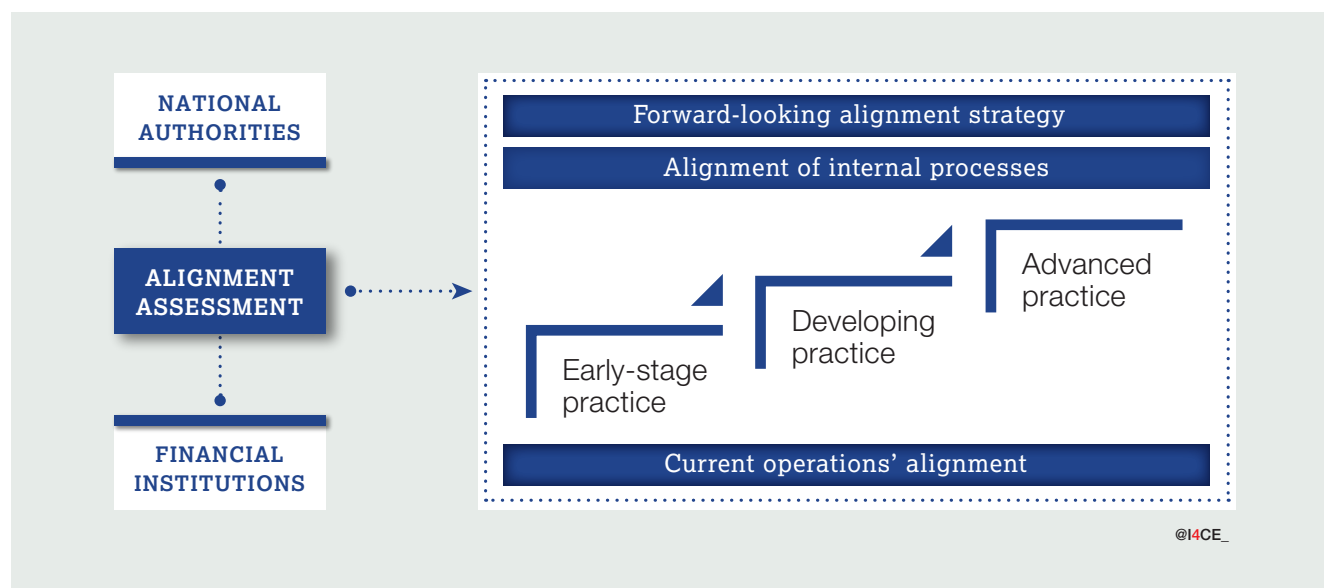 NATIONAL
AUTHORITIES
ALIGNMENT
ASSESSMENT
FINANCIAL
INSTITUTIONS
Forward-looking alignment strategy
Alignment of internal processes
Early-stage
practice
Developing
practice
Advanced
practice
Current operations’ alignment
@I4CE_